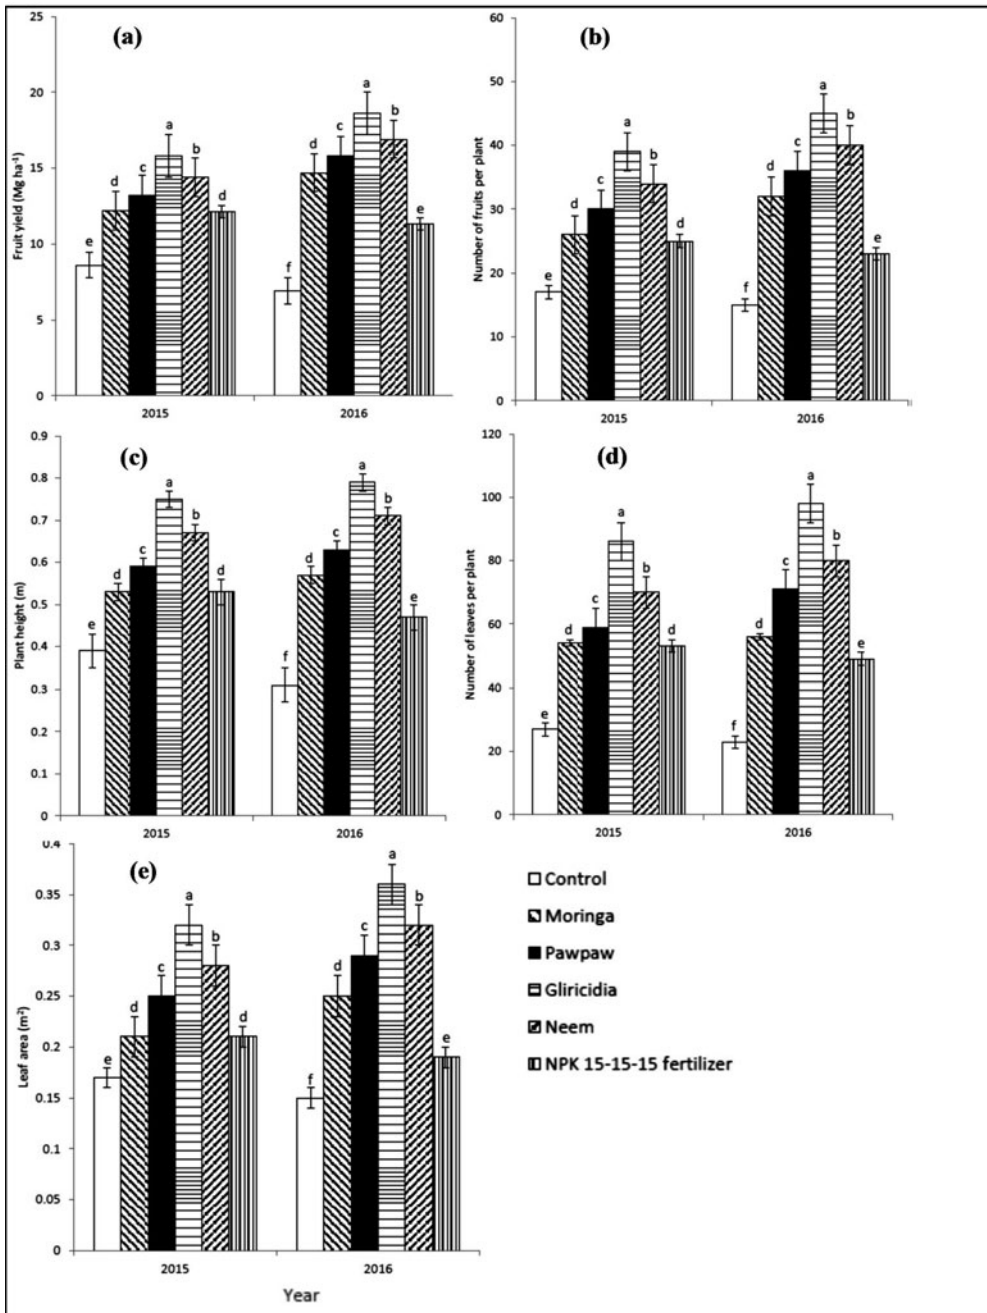 (a)
Fruit yield (Mg ha⁻¹)
25
20
15
10
5
0
e
d
c
a
b
d
f
d
c
a
b
e
2015
2016
(b)
Number of fruits per plant
60
50
40
30
20
10
0
e
d
c
a
b
d
f
d
c
a
b
e
2015
2016
(c)
Plant height (m)
0.9
0.8
0.7
0.6
0.5
0.4
0.3
0.2
0.1
0
e
d
c
a
b
d
f
d
c
a
b
e
2015
2016
(d)
Number of leaves per plant
120
100
80
60
40
20
0
e
d
c
a
b
d
f
d
c
a
b
e
2015
2016
(e)
Leaf area (m²)
0.4
0.35
0.3
0.25
0.2
0.15
0.1
0.05
0
e
d
c
a
b
d
f
d
c
a
b
e
2015
2016
Year
Control
Moringa
Pawpaw
Gliricidia
Neem
NPK 15-15-15 fertilizer